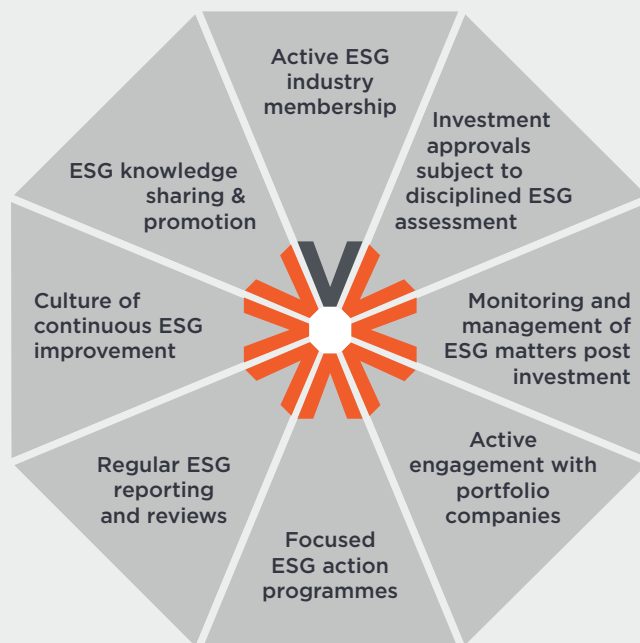 Active ESG
industry
membership
Investment
approvals
subject to
disciplined ESG
assessment
Monitoring and
management of
ESG matters post
investment
Active
engagement with
portfolio
companies
Focused
ESG action
programmes
Regular ESG
reporting
and reviews
Culture of
continuous ESG
improvement
ESG knowledge
sharing &
promotion